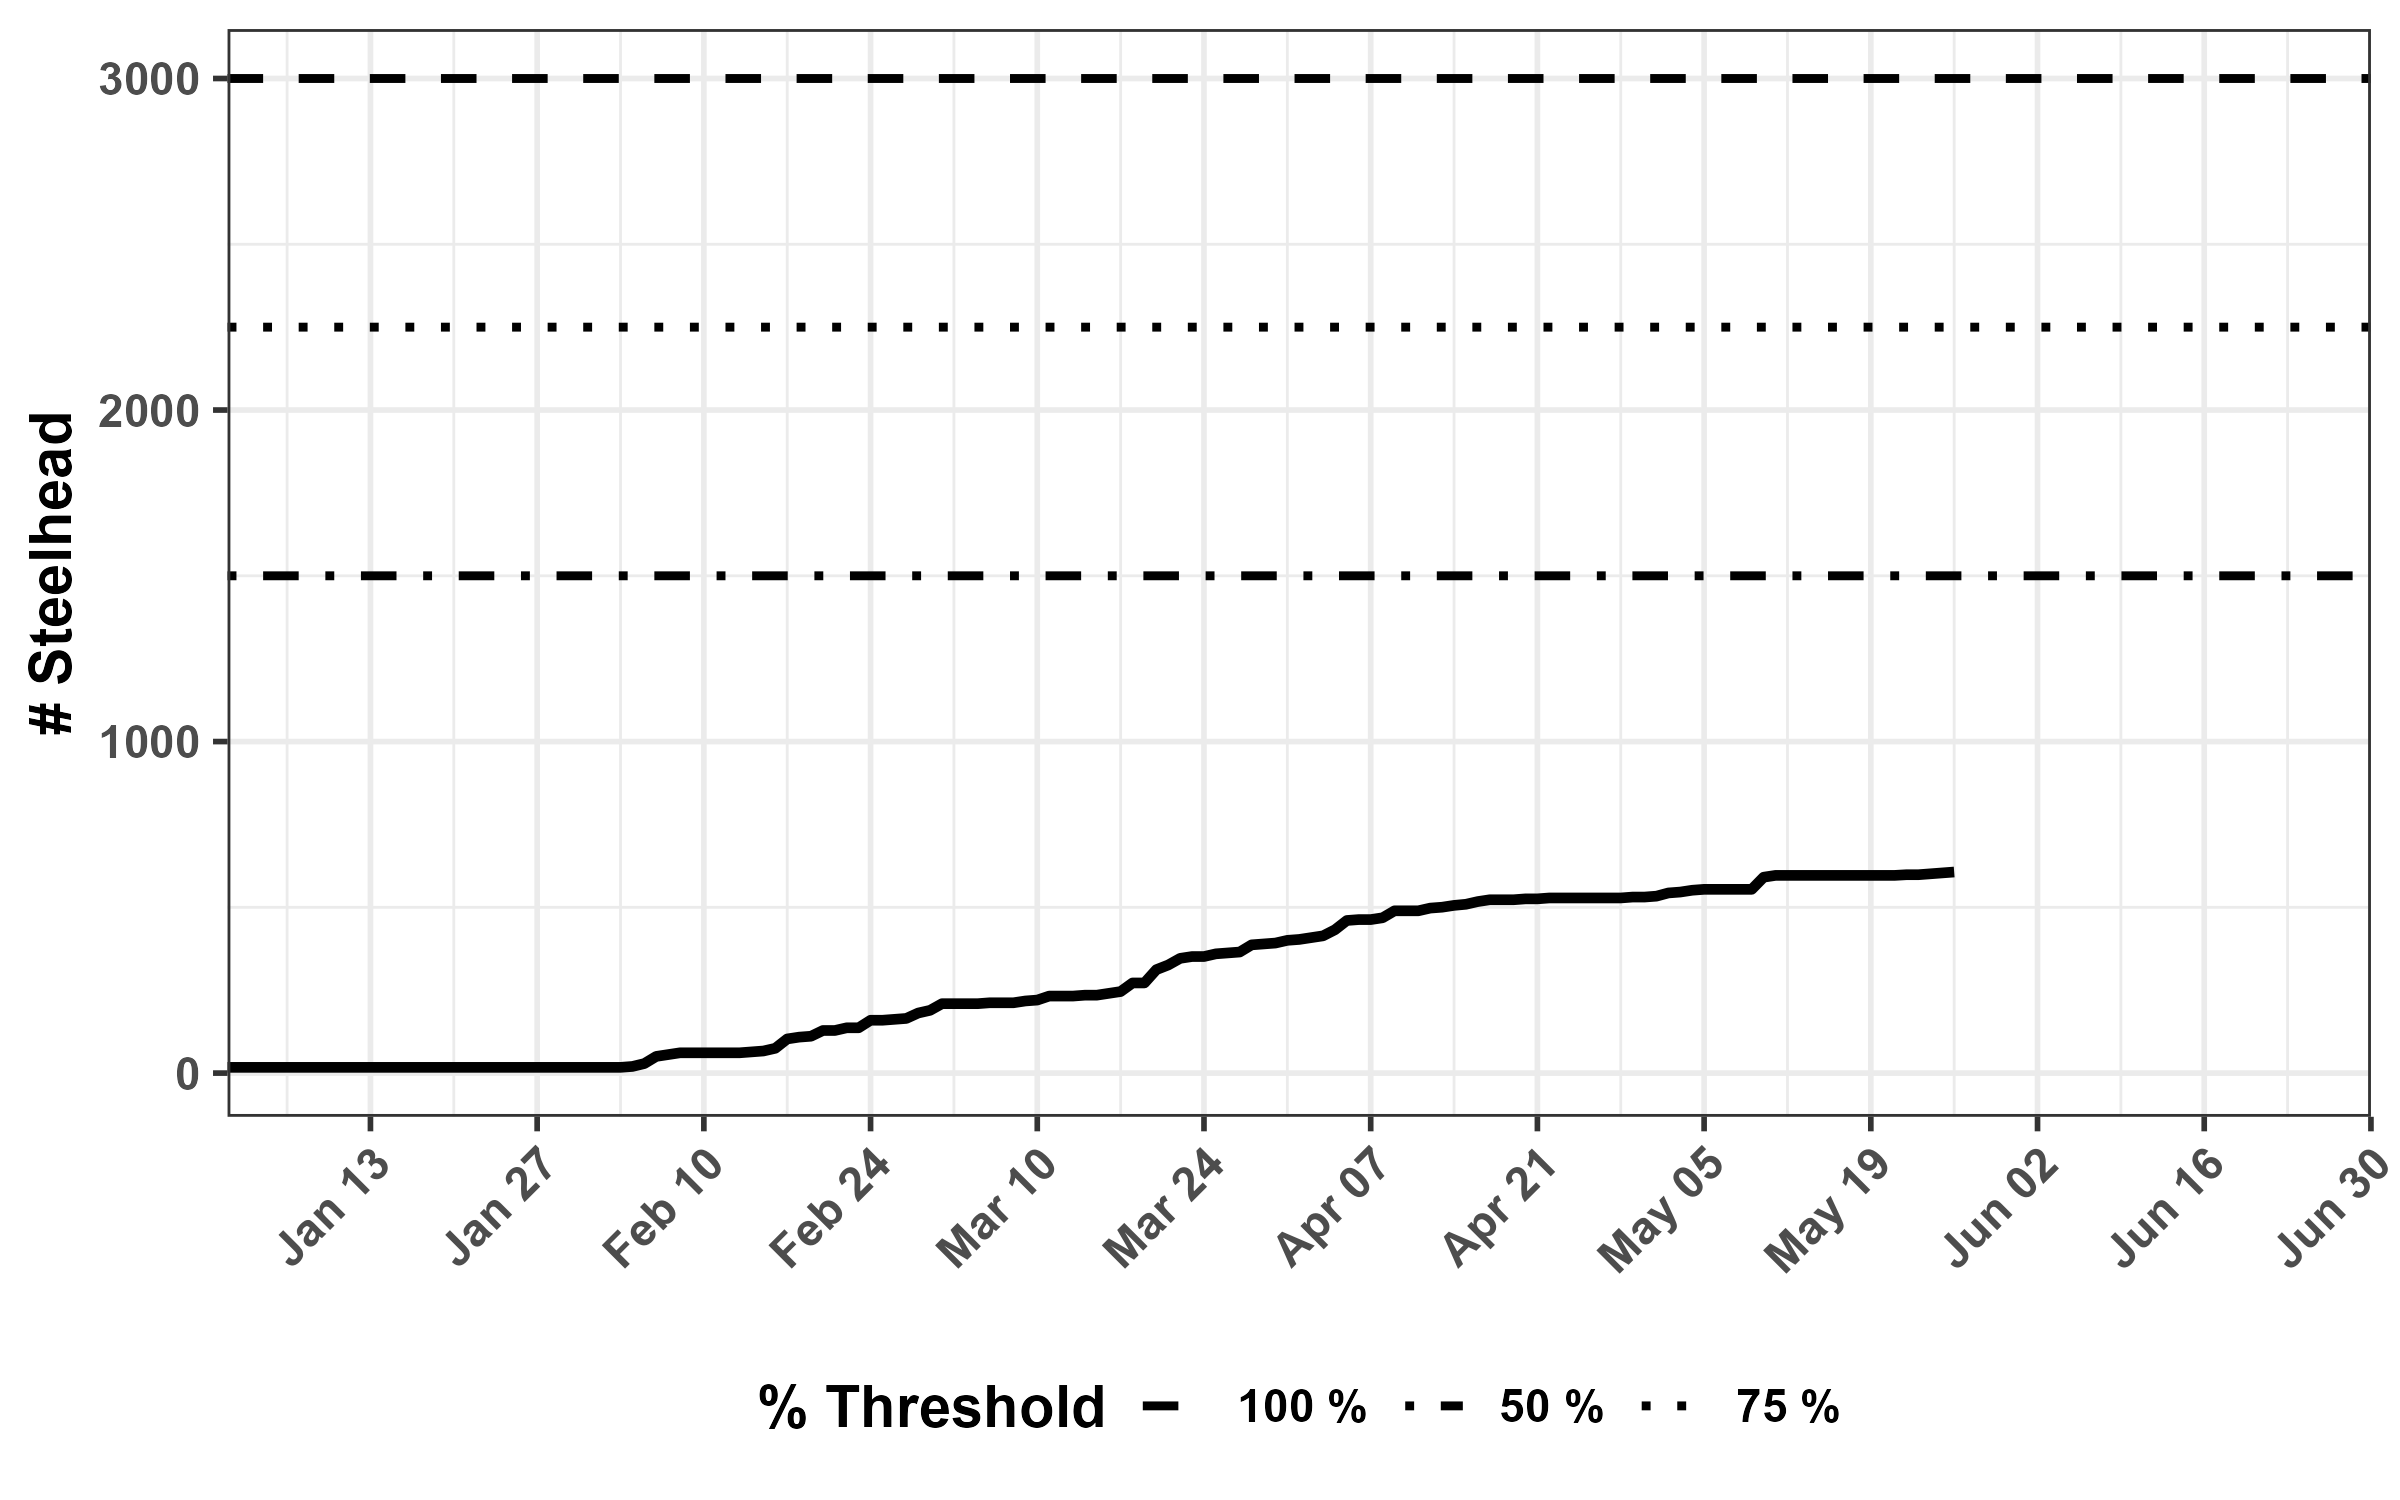 # Steelhead
3000
2000
1000
0
Jan 13
Jan 27
Feb 10
Feb 24
Mar 10
Mar 24
Apr 07
Apr 21
May 05
May 19
Jun 02
Jun 16
Jun 30
% Threshold 100 % 50 % 75 %